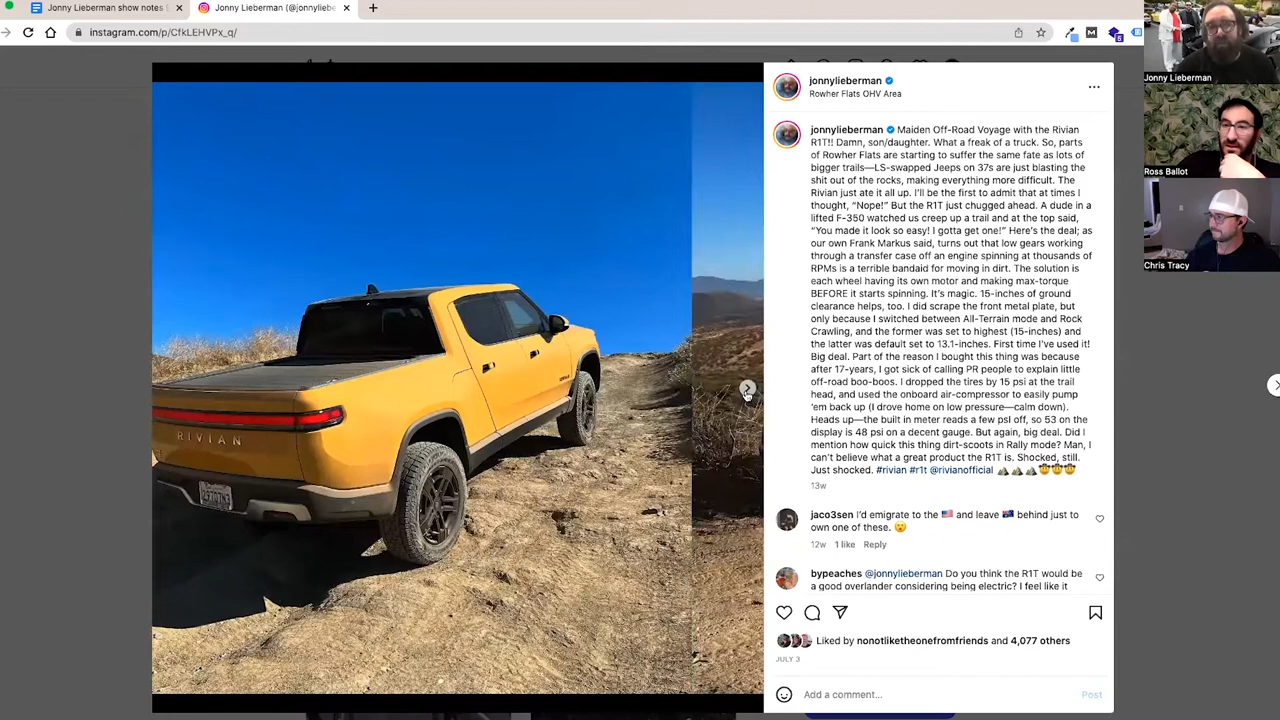 Jonny Lieberman show notes
Jonny Lieberman (@jonnyliebe
instagram.com/p/CfkLEHVPx_q/
Jonny Lieberman
Ross Ballot
Chris Tracy
RIVIAN
jonnylieberman
Rowher Flats OHV Area
jonnylieberman Maiden Off-Road Voyage with the Rivian
R1T!! Damn, son/daughter. What a freak of a truck. So, parts
of Rowher Flats are starting to suffer the same fate as lots of
bigger trails—LS-swapped Jeeps on 37s are just blasting the
shit out of the rocks, making everything more difficult. The
Rivian just ate it all up. I'll be the first to admit that at times I
thought, "Nope!" But the R1T just chugged ahead. A dude in a
lifted F-350 watched us creep up a trail and at the top said,
"You made it look so easy! I gotta get one!" Here's the deal; as
our own Frank Markus said, turns out that low gears working
through a transfer case off an engine spinning at thousands of
RPMs is a terrible bandaid for moving in dirt. The solution is
each wheel having its own motor and making max-torque
BEFORE it starts spinning. It's magic. 15-inches of ground
clearance helps, too. I did scrape the front metal plate, but
only because I switched between All-Terrain mode and Rock
Crawling, and the former was set to highest (15-inches) and
the latter was default set to 13.1-inches. First time I've used it!
Big deal. Part of the reason I bought this thing was because
after 17-years, I got sick of calling PR people to explain little
off-road boo-boos. I dropped the tires by 15 psi at the trail
head, and used the onboard air-compressor to easily pump
'em back up (I drove home on low pressure—calm down).
Heads up—the built in meter reads a few psi off, so 53 on the
display is 48 psi on a decent gauge. But again, big deal. Did I
mention how quick this thing dirt-scoots in Rally mode? Man, I
can't believe what a great product the R1T is. Shocked, still.
Just shocked. #rivian #r1t @rivianofficial ⛰️⛰️⛰️🤠🤠🤠
13w
jaco3sen I'd emigrate to the 🇺🇸 and leave 🇦🇺 behind just to
own one of these. 😮
12w 1 like Reply
bypeaches @jonnylieberman Do you think the R1T would be
a good overlander considering being electric? I feel like it
Liked by nonotliketheonefromfriends and 4,077 others
JULY 3
Add a comment...
Post